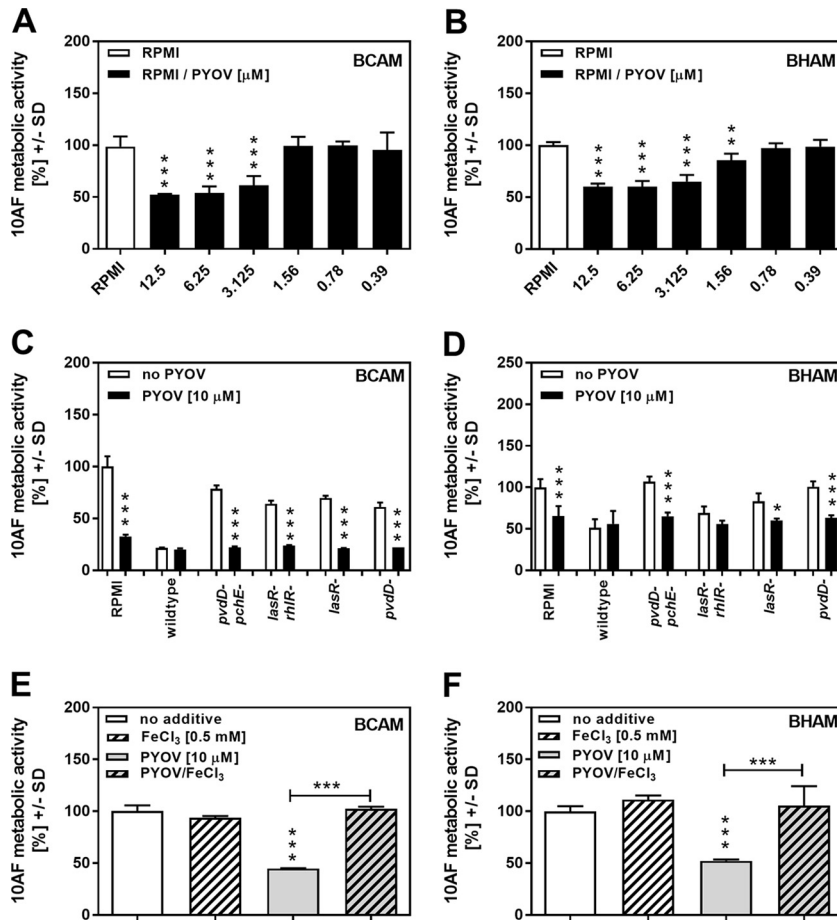 A
BCAM
RPMI
RPMI / PYOV [µM]
10AF metabolic activity
[%] +/- SD
200
150
100
50
0
***
***
***
RPMI
12.5
6.25
3.125
1.56
0.78
0.39
B
BHAM
RPMI
RPMI / PYOV [µM]
10AF metabolic activity
[%] +/- SD
200
150
100
50
0
***
***
***
**
RPMI
12.5
6.25
3.125
1.56
0.78
0.39
C
BCAM
no PYOV
PYOV [10 µM]
10AF metabolic activity
[%] +/- SD
200
150
100
50
0
***
***
***
***
***
RPMI
wildtype
pvdD-
pchE-
lasR-
rhlR-
lasR-
pvdD-
D
BHAM
no PYOV
PYOV [10 µM]
10AF metabolic activity
[%] +/- SD
250
200
150
100
50
0
***
***
*
***
RPMI
wildtype
pvdD-
pchE-
lasR-
rhlR-
lasR-
pvdD-
E
BCAM
no additive
FeCl₃ [0.5 mM]
PYOV [10 µM]
PYOV/FeCl₃
10AF metabolic activity
[%] +/- SD
200
150
100
50
0
***
***
F
BHAM
no additive
FeCl₃ [0.5 mM]
PYOV [10 µM]
PYOV/FeCl₃
10AF metabolic activity
[%] +/- SD
200
150
100
50
0
***
***